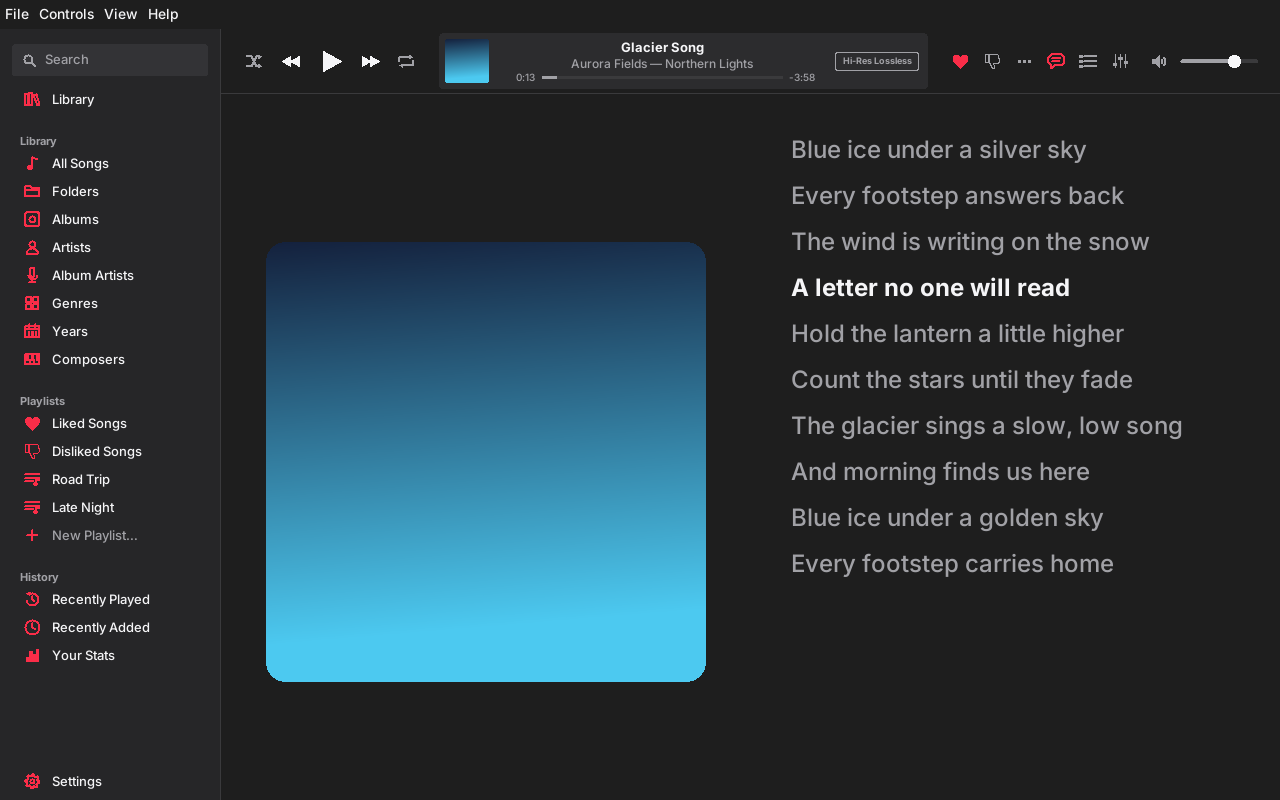 File Controls View Help
Search
Library
Library
All Songs
Folders
Albums
Artists
Album Artists
Genres
Years
Composers
Playlists
Liked Songs
Disliked Songs
Road Trip
Late Night
New Playlist...
History
Recently Played
Recently Added
Your Stats
Settings
Glacier Song
Aurora Fields — Northern Lights
0:13
-3:58
Hi-Res Lossless
Blue ice under a silver sky
Every footstep answers back
The wind is writing on the snow
A letter no one will read
Hold the lantern a little higher
Count the stars until they fade
The glacier sings a slow, low song
And morning finds us here
Blue ice under a golden sky
Every footstep carries home